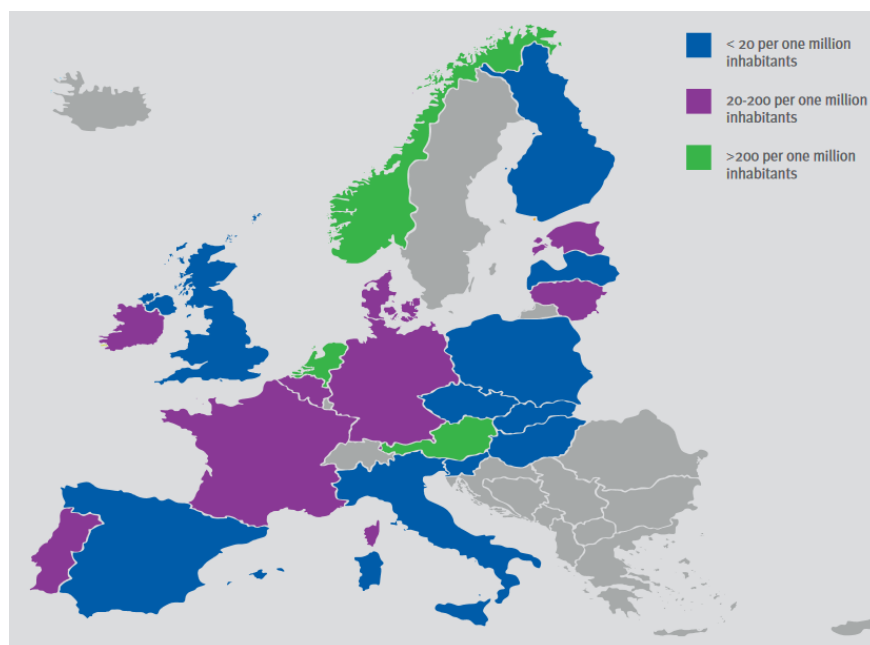 < 20 per one million
inhabitants
20-200 per one million
inhabitants
>200 per one million
inhabitants